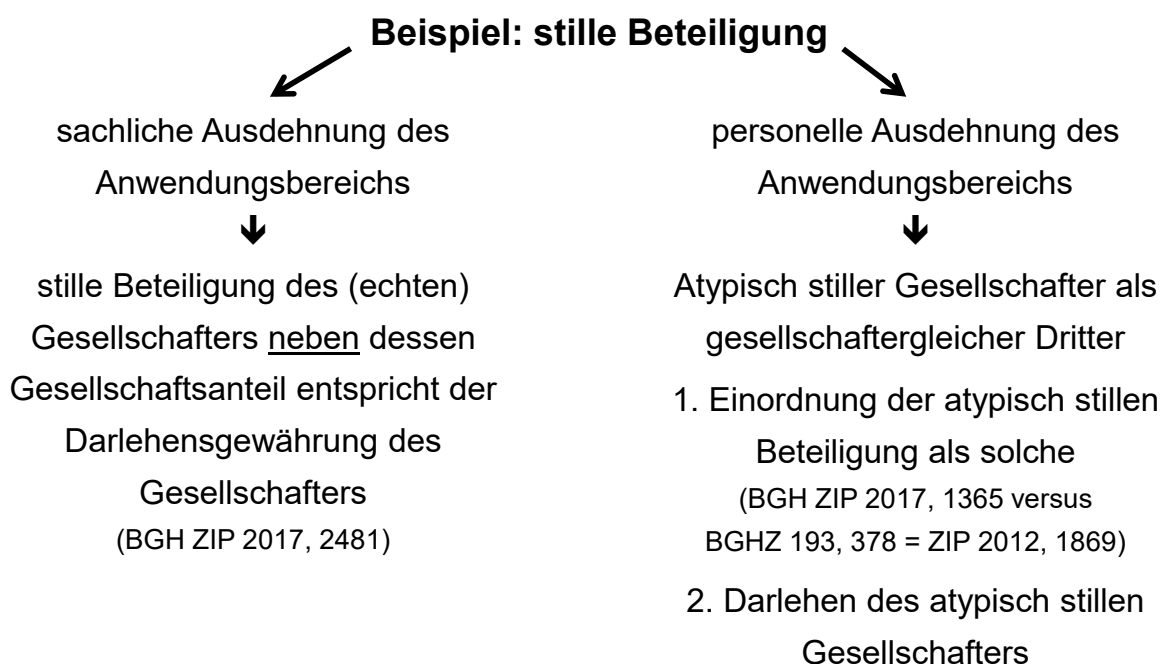 Beispiel: stille Beteiligung
sachliche Ausdehnung des
Anwendungsbereichs
stille Beteiligung des (echten)
Gesellschafters neben dessen
Gesellschaftsanteil entspricht der
Darlehensgewährung des
Gesellschafters
(BGH ZIP 2017, 2481)
personelle Ausdehnung des
Anwendungsbereichs
Atypisch stiller Gesellschafter als
gesellschaftergleicher Dritter
1. Einordnung der atypisch stillen
Beteiligung als solche
(BGH ZIP 2017, 1365 versus
BGHZ 193, 378 = ZIP 2012, 1869)
2. Darlehen des atypisch stillen
Gesellschafters